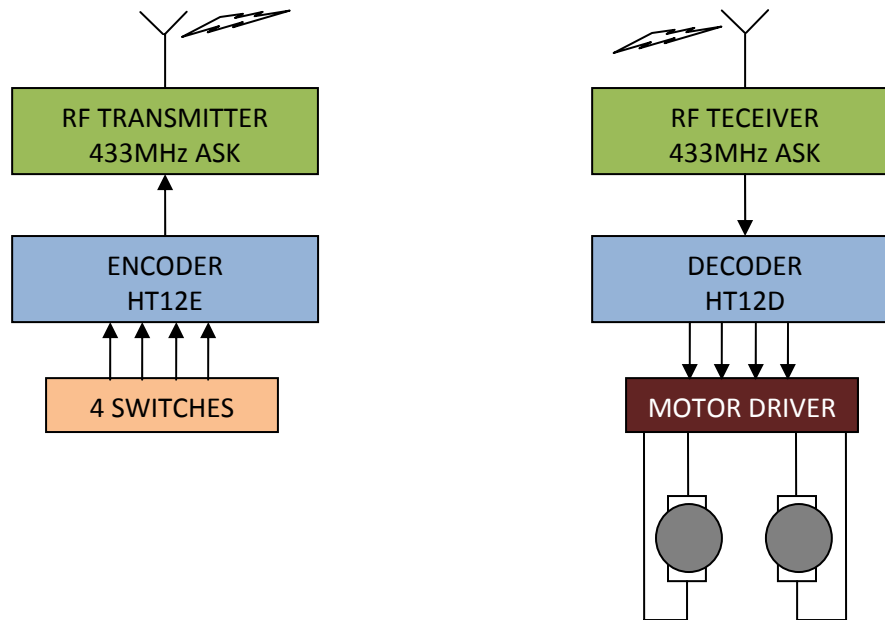 RF TRANSMITTER
433MHz ASK
ENCODER
HT12E
4 SWITCHES
RF TECEIVER
433MHz ASK
DECODER
HT12D
MOTOR DRIVER